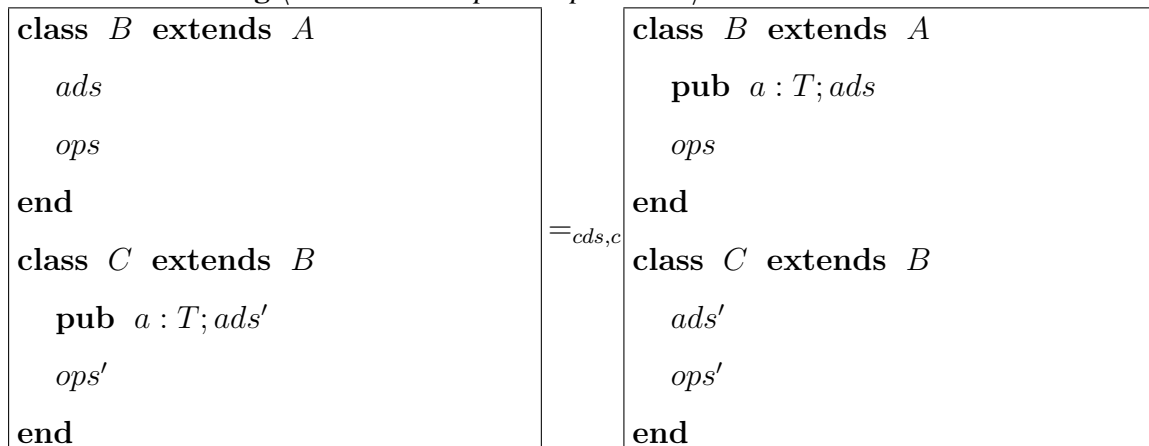 class B extends A
ads
ops
end
class C extends B
pub a : T; ads′
ops′
end
=cds,c
class B extends A
pub a : T; ads
ops
end
class C extends B
ads′
ops′
end